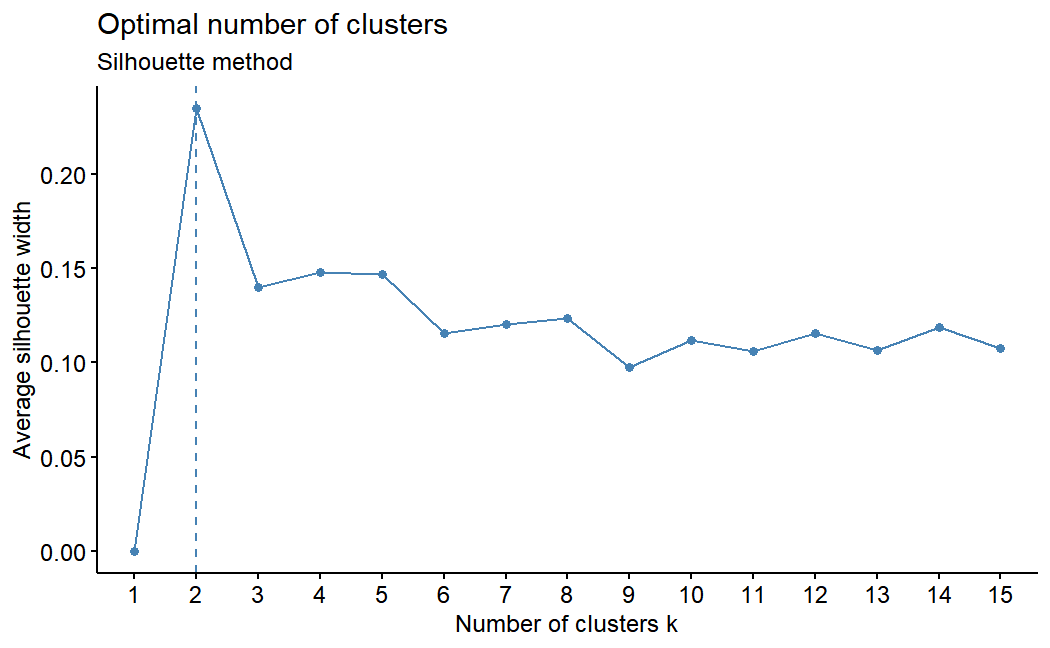 Optimal number of clusters
Silhouette method
Average silhouette width
0.20
0.15
0.10
0.05
0.00
1 2 3 4 5 6 7 8 9 10 11 12 13 14 15
Number of clusters k